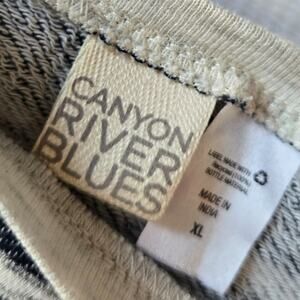 CANYON
RIVER
BLUES
LABEL MADE WITH
BOTTLE MATERIAL
MADE IN
INDIA
XL